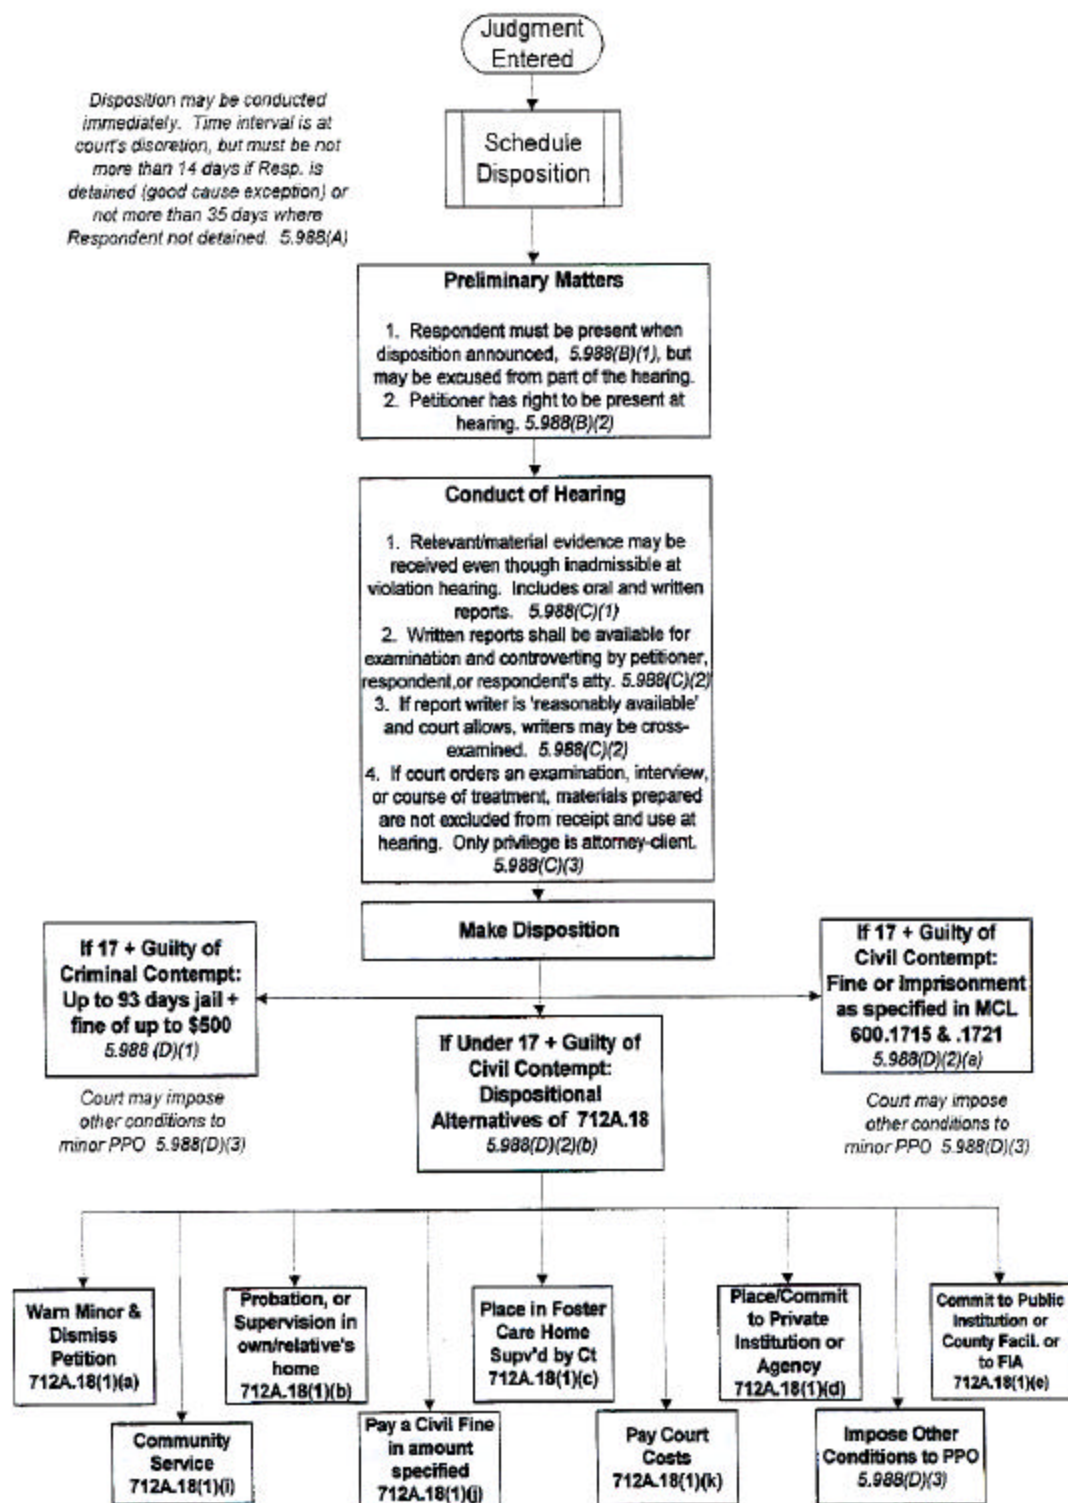 Judgment
Entered
Disposition may be conducted
immediately. Time interval is at
court's discretion, but must be not
more than 14 days if Resp. is
detained (good cause exception) or
not more than 35 days where
Respondent not detained. 5.988(A)
Schedule
Disposition
Preliminary Matters
1. Respondent must be present when
disposition announced, 5.988(B)(1), but
may be excused from part of the hearing.
2. Petitioner has right to be present at
hearing. 5.988(B)(2)
Conduct of Hearing
1. Relevant/material evidence may be
received even though inadmissible at
violation hearing. Includes oral and written
reports. 5.988(C)(1)
2. Written reports shall be available for
examination and controverting by petitioner,
respondent,or respondent's atty. 5.988(C)(2)
3. If report writer is 'reasonably available'
and court allows, writers may be cross-
examined. 5.988(C)(2)
4. If court orders an examination, interview,
or course of treatment, materials prepared
are not excluded from receipt and use at
hearing. Only privilege is attorney-client.
5.988(C)(3)
Make Disposition
If 17 + Guilty of
Criminal Contempt:
Up to 93 days jail +
fine of up to $500
5.988 (D)(1)
Court may impose
other conditions to
minor PPO 5.988(D)(3)
If Under 17 + Guilty of
Civil Contempt:
Dispositional
Alternatives of 712A.18
5.988(D)(2)(b)
If 17 + Guilty of
Civil Contempt:
Fine or Imprisonment
as specified in MCL
600.1715 & .1721
5.988(D)(2)(a)
Court may impose
other conditions to
minor PPO 5.988(D)(3)
Warn Minor &
Dismiss
Petition
712A.18(1)(a)
Community
Service
712A.18(1)(i)
Probation, or
Supervision in
own/relative's
home
712A.18(1)(b)
Pay a Civil Fine
in amount
specified
712A.18(1)(j)
Place in Foster
Care Home
Supv'd by Ct
712A.18(1)(c)
Pay Court
Costs
712A.18(1)(k)
Place/Commit
to Private
Institution or
Agency
712A.18(1)(d)
Impose Other
Conditions to PPO
5.988(D)(3)
Commit to Public
Institution or
County Facil. or
to FIA
712A.18(1)(e)